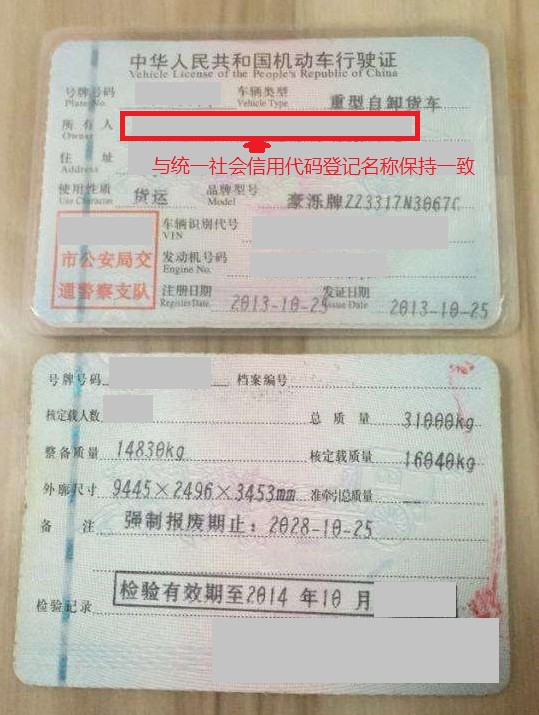 中华人民共和国机动车行驶证
Vehicle License of the People's Republic of China
号牌号码 车辆类型 重型自卸货车
Plate No. Vehicle Type
所有人
Owner
与统一社会信用代码登记名称保持一致
住 址
Address
使用性质 货运 品牌型号 豪泺牌ZZ3317N3067C
Use Character Model
车辆识别代号
VIN
市公安局交
通警察支队
发动机号码
Engine No.
注册日期 2013-10-25 发证日期 2013-10-25
Register Date Issue Date
号牌号码 档案编号
核定载人数 总质量 31000kg
整备质量 14830kg 核定载质量 16040kg
外廓尺寸 9445×2496×3453mm 准牵引总质量
备 注 强制报废期止：2028-10-25
检验记录 检验有效期至2014 年10 月